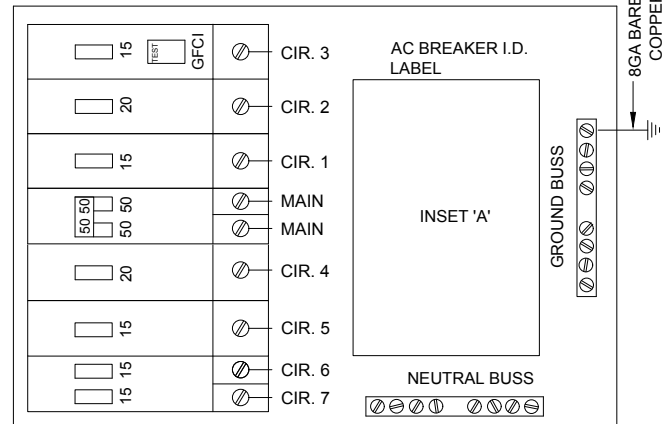 15 TEST GFCI CIR. 3
20 CIR. 2
15 CIR. 1
50 50 MAIN
50 50 MAIN
20 CIR. 4
15 CIR. 5
15 CIR. 6
15 CIR. 7
AC BREAKER I.D.
LABEL
INSET 'A'
GROUND BUSS
NEUTRAL BUSS
8GA BARE